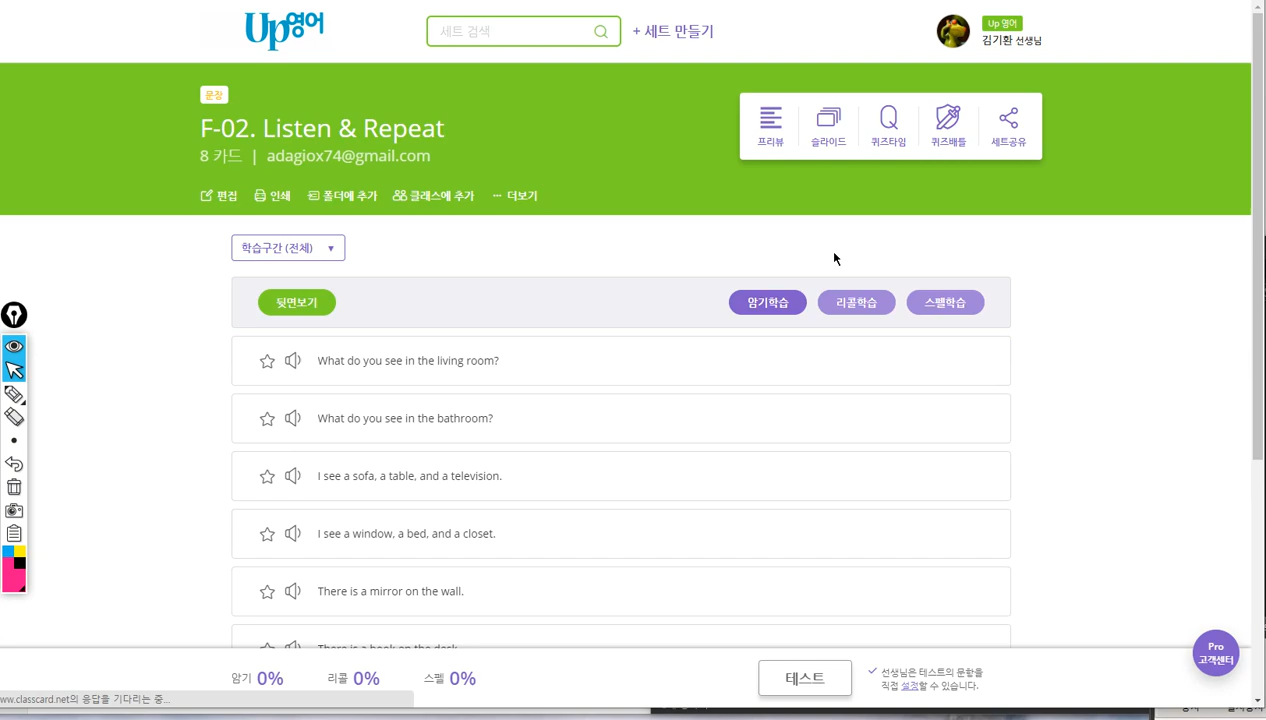 Up영어
세트 검색
+ 세트 만들기
Up 영어
김기환 선생님
문장
F-02. Listen & Repeat
8 카드 | adagiox74@gmail.com
편집 인쇄 폴더에 추가 클래스에 추가 ··· 더보기
프리뷰 슬라이드 퀴즈타임 퀴즈배틀 세트공유
학습구간 (전체) ▼
뒷면보기 암기학습 리콜학습 스펠학습
What do you see in the living room?
What do you see in the bathroom?
I see a sofa, a table, and a television.
I see a window, a bed, and a closet.
There is a mirror on the wall.
There is a book on the desk.
암기 0% 리콜 0% 스펠 0%
테스트
선생님은 테스트의 문항을
직접 설정할 수 있습니다.
Pro
고객센터
ww.classcard.net의 응답을 기다리는 중...